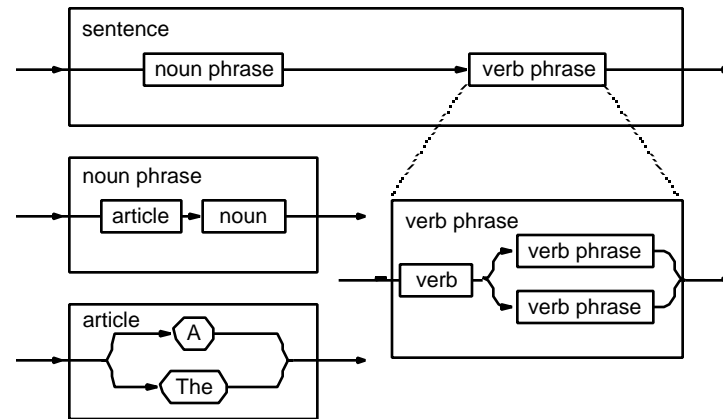 sentence
noun phrase
verb phrase
noun phrase
article
noun
verb phrase
verb phrase
verb
verb phrase
article
A
The